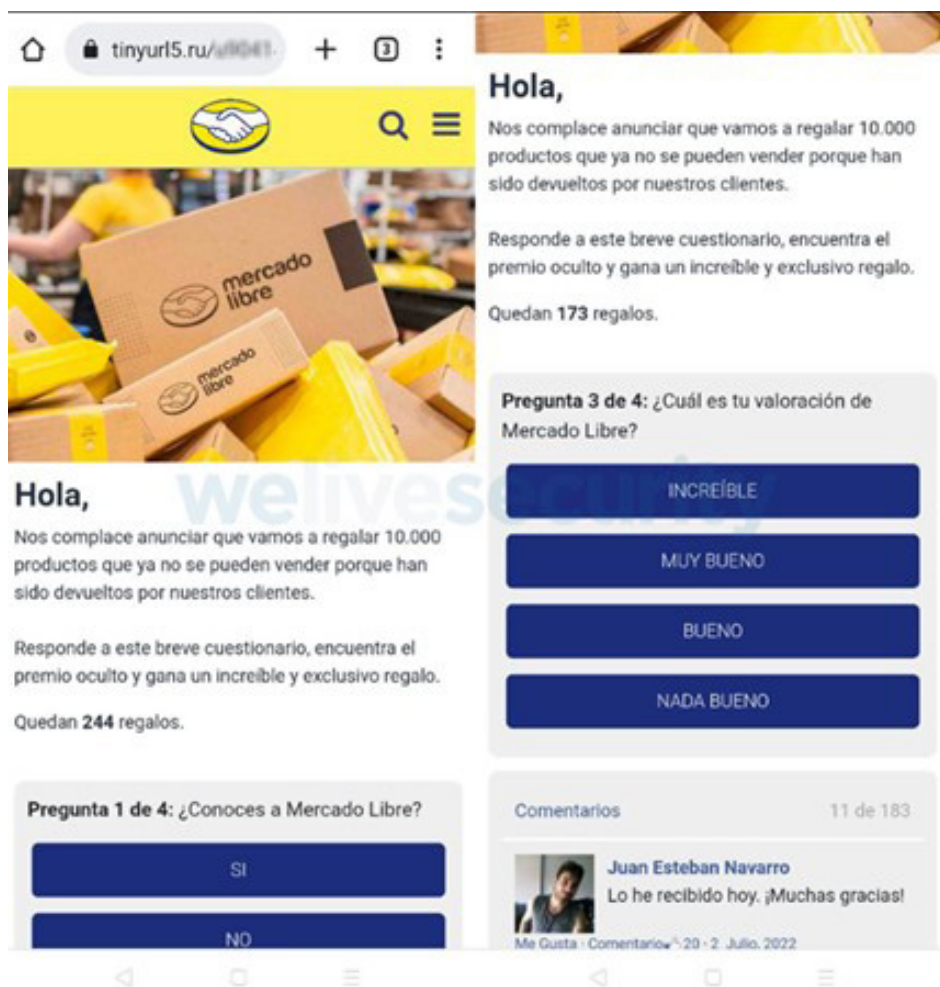 tinyurl5.ru/
3
mercado
libre
mercado
libre
Hola,
Nos complace anunciar que vamos a regalar 10.000
productos que ya no se pueden vender porque han
sido devueltos por nuestros clientes.
Responde a este breve cuestionario, encuentra el
premio oculto y gana un increíble y exclusivo regalo.
Quedan 244 regalos.
Pregunta 1 de 4: ¿Conoces a Mercado Libre?
SI
NO
Hola,
Nos complace anunciar que vamos a regalar 10.000
productos que ya no se pueden vender porque han
sido devueltos por nuestros clientes.
Responde a este breve cuestionario, encuentra el
premio oculto y gana un increíble y exclusivo regalo.
Quedan 173 regalos.
Pregunta 3 de 4: ¿Cuál es tu valoración de
Mercado Libre?
INCREÍBLE
MUY BUENO
BUENO
NADA BUENO
Comentarios
11 de 183
Juan Esteban Navarro
Lo he recibido hoy. ¡Muchas gracias!
Me Gusta · Comentario 20 · 2 Julio, 2022
welivesecurity